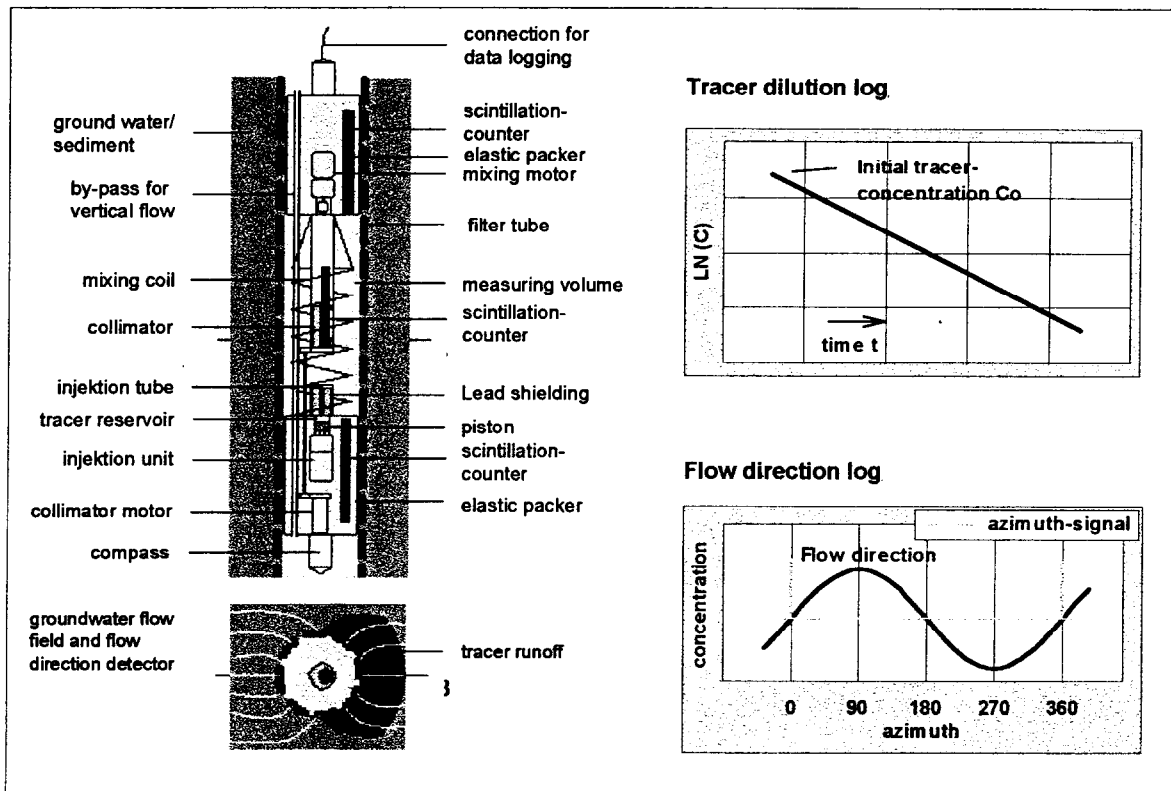 connection for
data logging
ground water/
sediment
by-pass for
vertical flow
mixing coil
collimator
injektion tube
tracer reservoir
injektion unit
collimator motor
compass
groundwater flow
field and flow
direction detector
scintillation-
counter
elastic packer
mixing motor
filter tube
measuring volume
scintillation-
counter
Lead shielding
piston
scintillation-
counter
elastic packer
tracer runoff
Tracer dilution log
Initial tracer-
concentration Co
LN (C)
time t
Flow direction log
azimuth-signal
Flow direction
concentration
0 90 180 270 360
azimuth